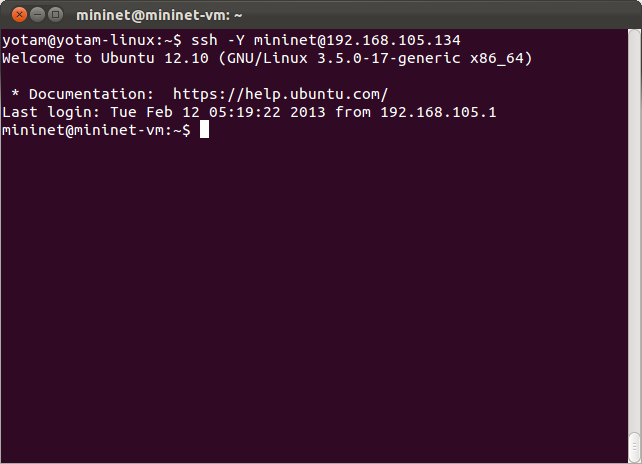 mininet@mininet-vm: ~
yotam@yotam-linux:~$ ssh -Y mininet@192.168.105.134
Welcome to Ubuntu 12.10 (GNU/Linux 3.5.0-17-generic x86_64)
* Documentation:  https://help.ubuntu.com/
Last login: Tue Feb 12 05:19:22 2013 from 192.168.105.1
mininet@mininet-vm:~$